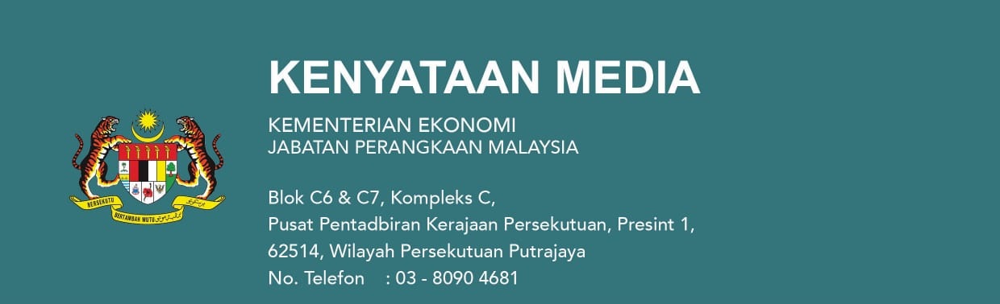 KENYATAAN MEDIA
KEMENTERIAN EKONOMI
JABATAN PERANGKAAN MALAYSIA
Blok C6 & C7, Kompleks C,
Pusat Pentadbiran Kerajaan Persekutuan, Presint 1,
62514, Wilayah Persekutuan Putrajaya
No. Telefon : 03 - 8090 4681
BERSEKUTU
BERTAMBAH MUTU